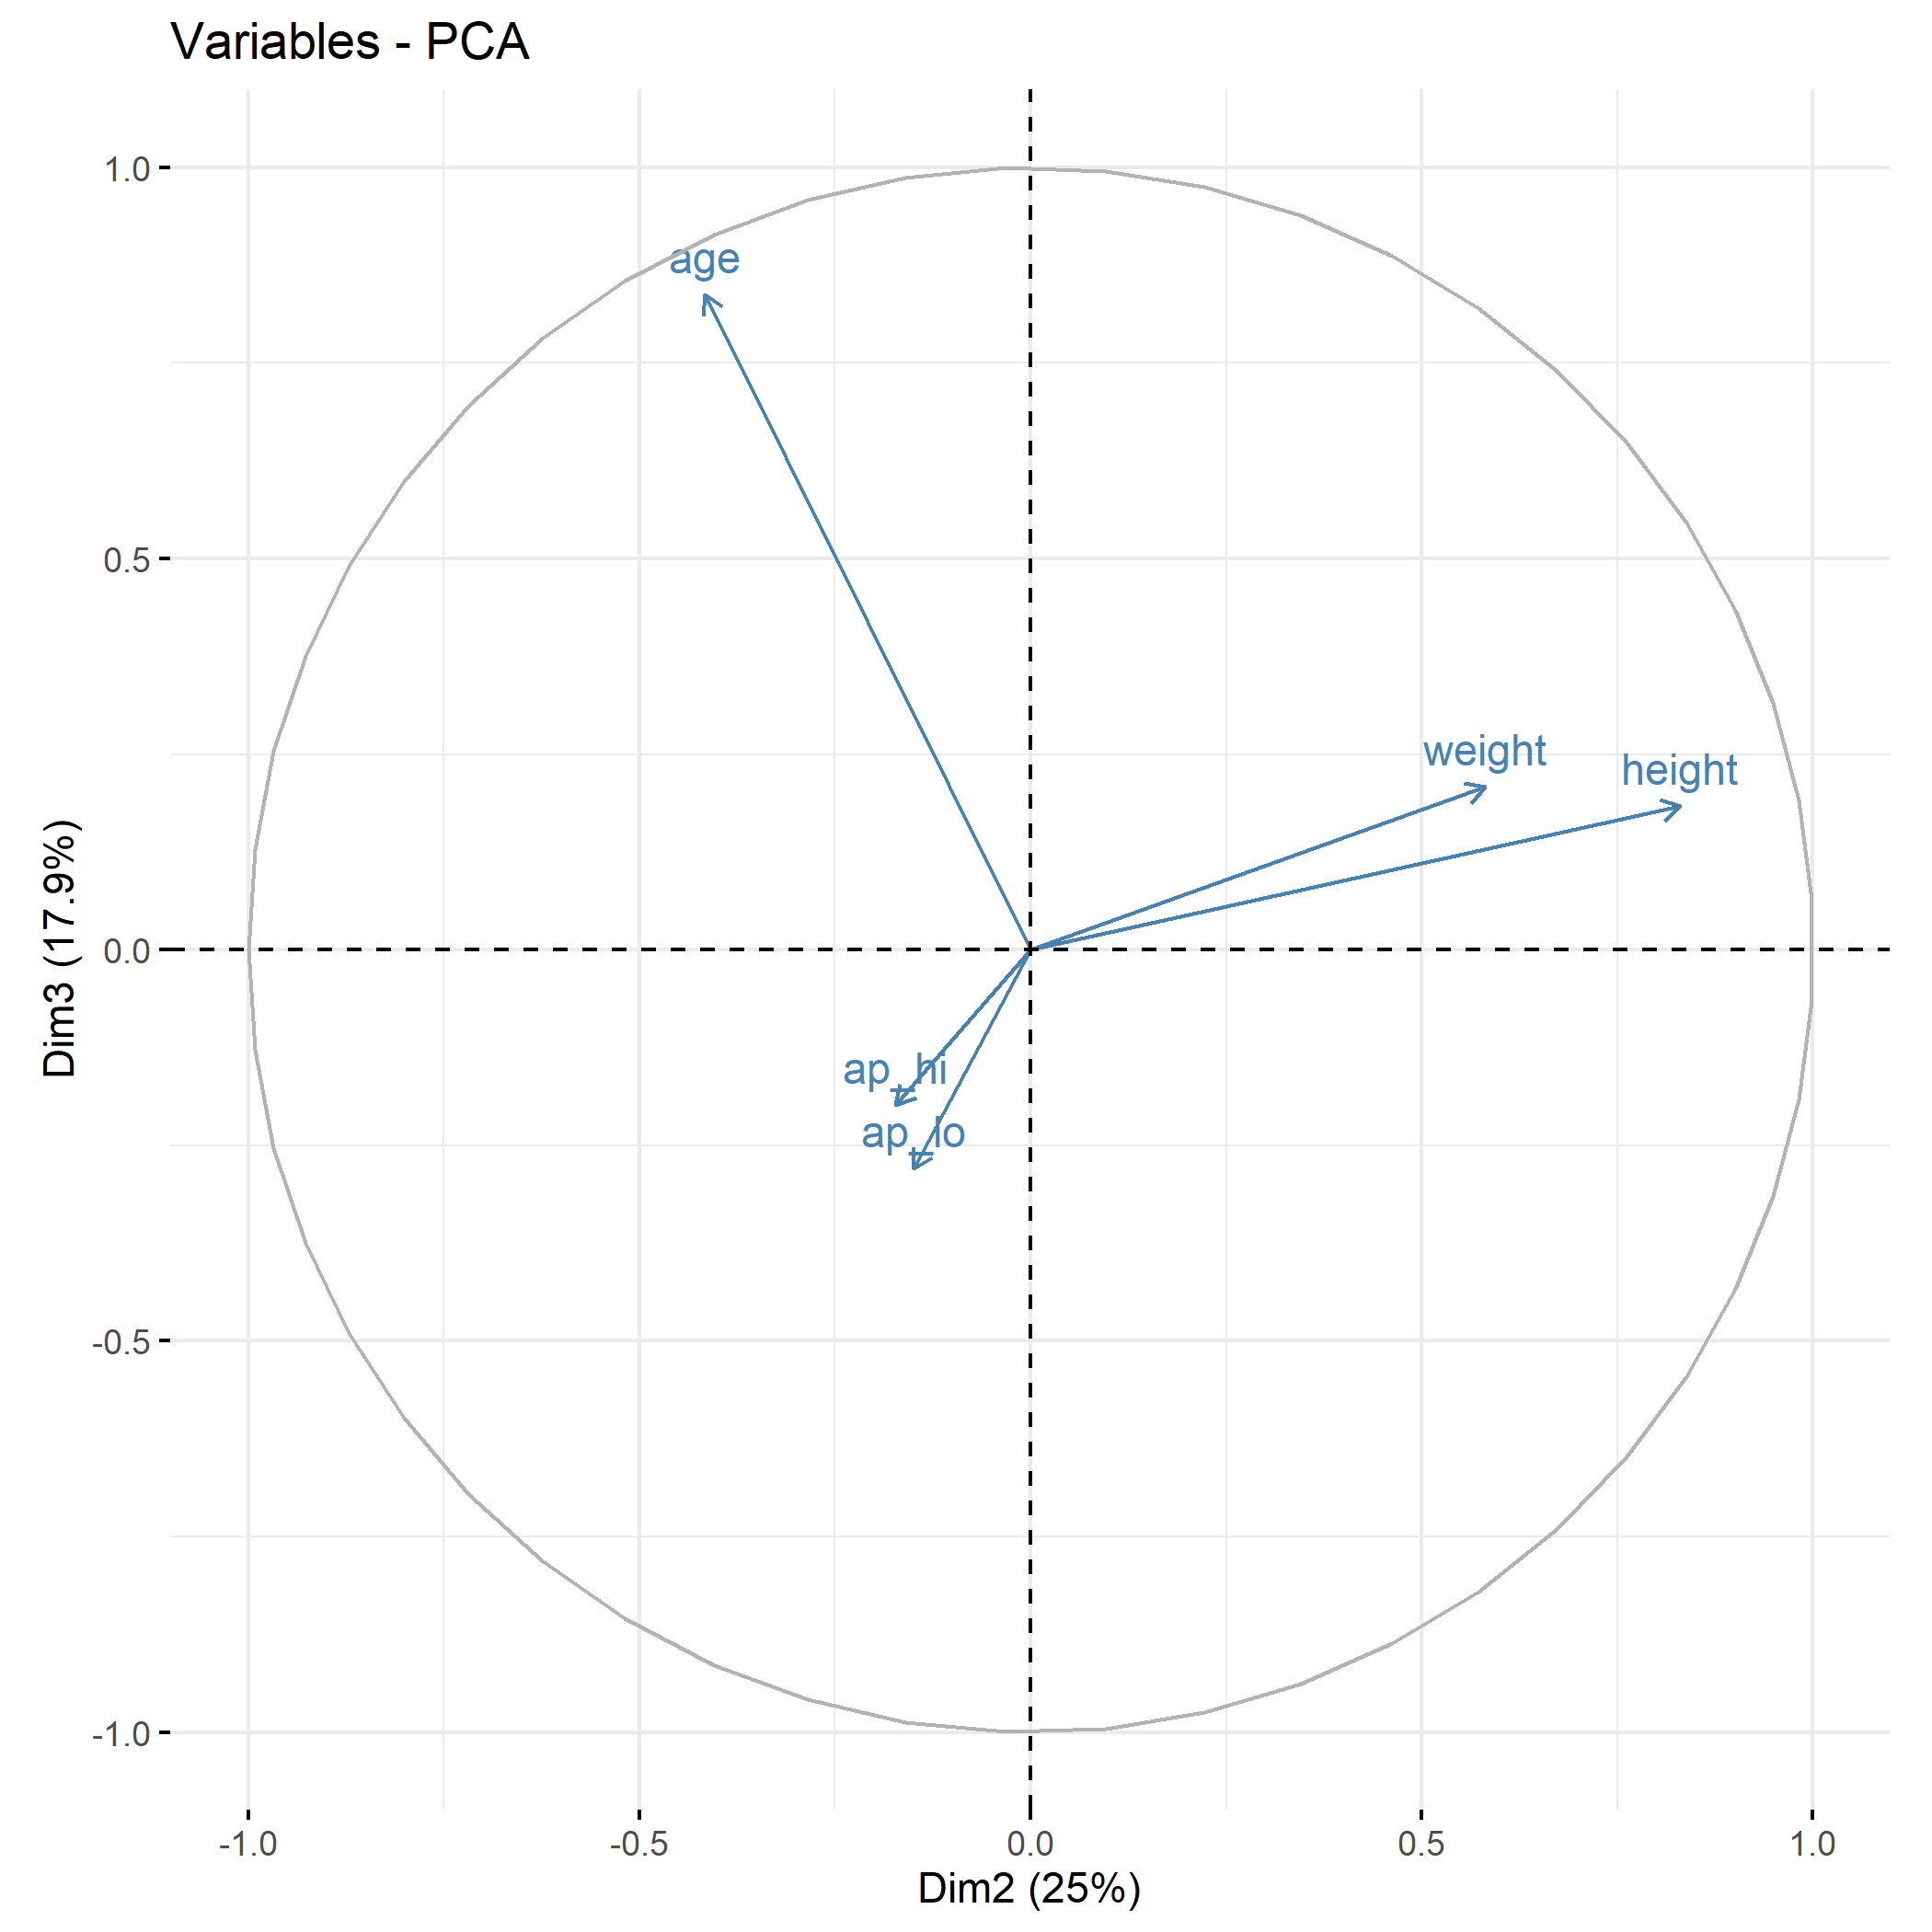 Variables - PCA
1.0
age
0.5
weight
height
Dim3 (17.9%)
0.0
ap_hi
ap_lo
-0.5
-1.0
-1.0 -0.5 0.0 0.5 1.0
Dim2 (25%)